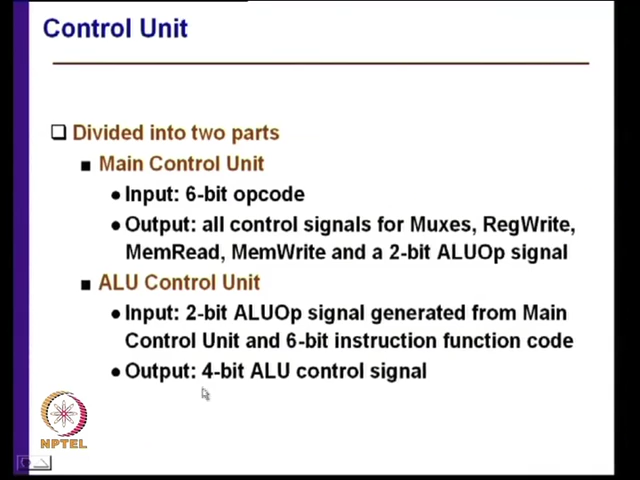 Control Unit
Divided into two parts
Main Control Unit
Input: 6-bit opcode
Output: all control signals for Muxes, RegWrite,
MemRead, MemWrite and a 2-bit ALUOp signal
ALU Control Unit
Input: 2-bit ALUOp signal generated from Main
Control Unit and 6-bit instruction function code
Output: 4-bit ALU control signal
NPTEL